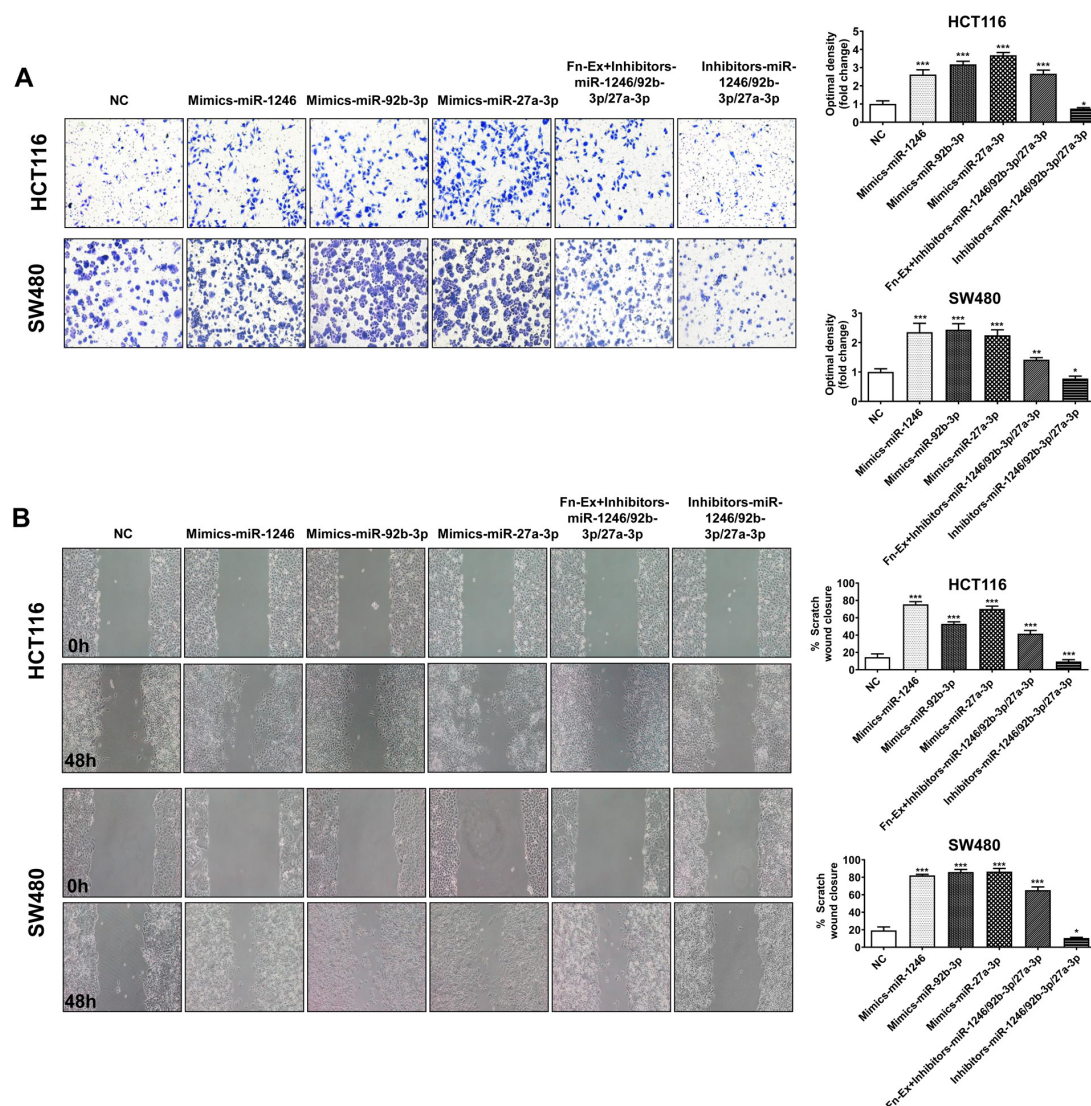 A
NC
Mimics-miR-1246
Mimics-miR-92b-3p
Mimics-miR-27a-3p
Fn-Ex+Inhibitors-
miR-1246/92b-
3p/27a-3p
Inhibitors-miR-
1246/92b-
3p/27a-3p
HCT116
SW480
HCT116
Optimal density
(fold change)
5
4
3
2
1
0
***
***
***
***
*
NC
Mimics-miR-1246
Mimics-miR-92b-3p
Mimics-miR-27a-3p
Fn-Ex+Inhibitors-miR-1246/92b-3p/27a-3p
Inhibitors-miR-1246/92b-3p/27a-3p
SW480
Optimal density
(fold change)
3
2
1
0
***
***
***
**
*
NC
Mimics-miR-1246
Mimics-miR-92b-3p
Mimics-miR-27a-3p
Fn-Ex+Inhibitors-miR-1246/92b-3p/27a-3p
Inhibitors-miR-1246/92b-3p/27a-3p
B
NC
Mimics-miR-1246
Mimics-miR-92b-3p
Mimics-miR-27a-3p
Fn-Ex+Inhibitors-
miR-1246/92b-
3p/27a-3p
Inhibitors-miR-
1246/92b-
3p/27a-3p
HCT116
0h
48h
SW480
0h
48h
HCT116
% Scratch
wound closure
100
80
60
40
20
0
***
***
***
***
***
NC
Mimics-miR-1246
Mimics-miR-92b-3p
Mimics-miR-27a-3p
Fn-Ex+Inhibitors-miR-1246/92b-3p/27a-3p
Inhibitors-miR-1246/92b-3p/27a-3p
SW480
% Scratch
wound closure
100
80
60
40
20
0
***
***
***
***
*
NC
Mimics-miR-1246
Mimics-miR-92b-3p
Mimics-miR-27a-3p
Fn-Ex+Inhibitors-miR-1246/92b-3p/27a-3p
Inhibitors-miR-1246/92b-3p/27a-3p